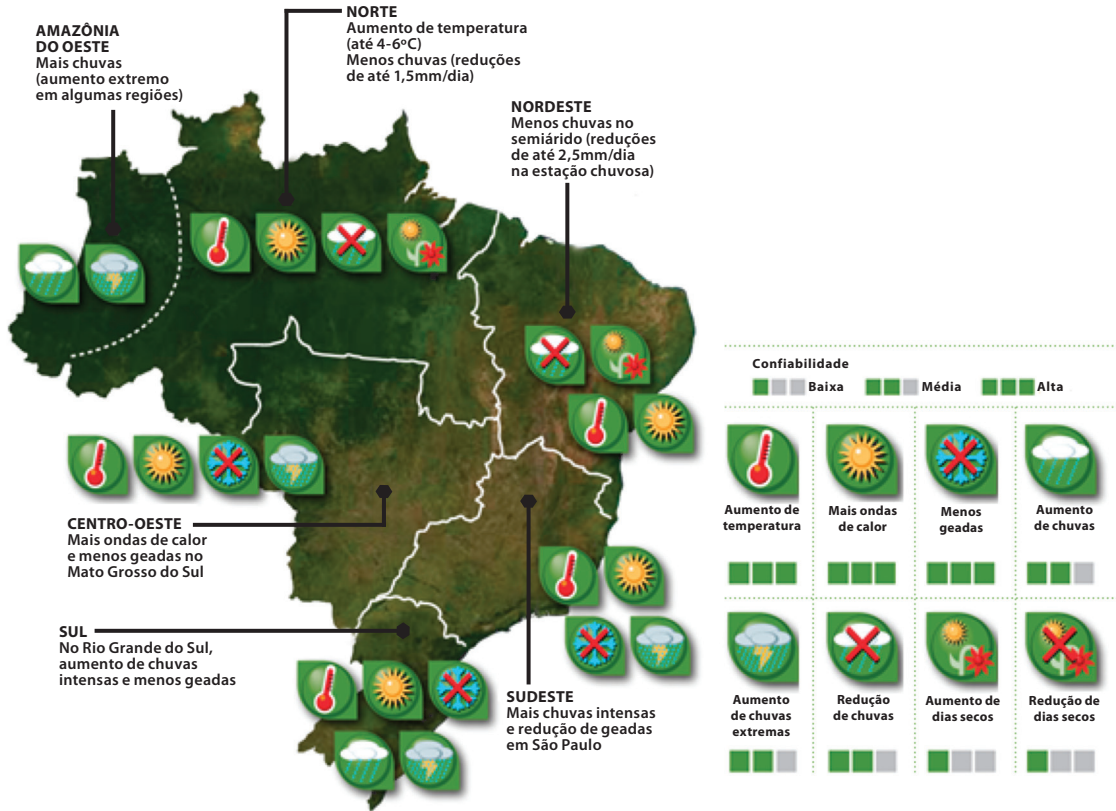 AMAZÔNIA
DO OESTE
Mais chuvas
(aumento extremo
em algumas regiões)
NORTE
Aumento de temperatura
(até 4-6ºC)
Menos chuvas (reduções
de até 1,5mm/dia)
NORDESTE
Menos chuvas no
semiárido (reduções
de até 2,5mm/dia
na estação chuvosa)
CENTRO-OESTE
Mais ondas de calor
e menos geadas no
Mato Grosso do Sul
SUL
No Rio Grande do Sul,
aumento de chuvas
intensas e menos geadas
SUDESTE
Mais chuvas intensas
e redução de geadas
em São Paulo
Confiabilidade
Baixa
Média
Alta
Aumento de
temperatura
Mais ondas
de calor
Menos
geadas
Aumento
de chuvas
Aumento
de chuvas
extremas
Redução
de chuvas
Aumento de
dias secos
Redução de
dias secos